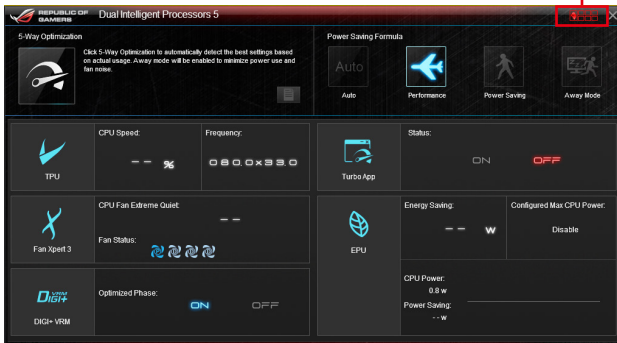 REPUBLIC OF
GAMERS
Dual Intelligent Processors 5
5-Way Optimization
Click 5-Way Optimization to automatically detect the best settings based
on actual usage. Away mode will be enabled to minimize power use and
fan noise.
Power Saving Formula
Auto
Auto
Performance
Power Saving
Away Mode
TPU
CPU Speed:
-- %
Frequency:
080.0x33.0
Turbo App
Status:
ON OFF
Fan Xpert 3
CPU Fan Extreme Quiet:
--
Fan Status:
EPU
Energy Saving:
-- W
Configured Max CPU Power:
Disable
CPU Power:
0.8 w
Power Saving:
-- w
DIGI+ VRM
DIGI+ VRM
Optimized Phase:
ON OFF